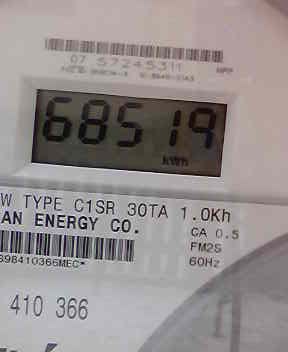 07 57245311
68519
kWh
W TYPE C1SR 30TA 1.0Kh
AN ENERGY CO.
CA 0.5
FM2S
898410366MEC*
60Hz
410 366